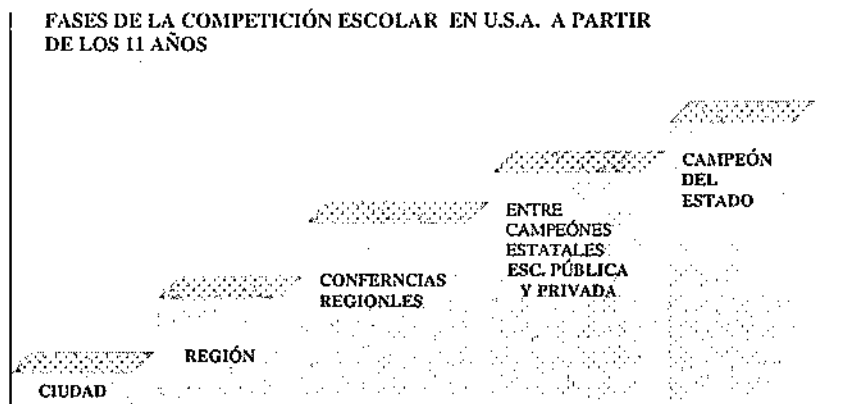 FASES DE LA COMPETICIÓN ESCOLAR EN U.S.A. A PARTIR
DE LOS 11 AÑOS
CAMPEÓN
DEL
ESTADO
ENTRE
CAMPEÓNES
ESTATALES
ESC. PÚBLICA
Y PRIVADA
CONFERNCIAS
REGIONLES
REGIÓN
CIUDAD